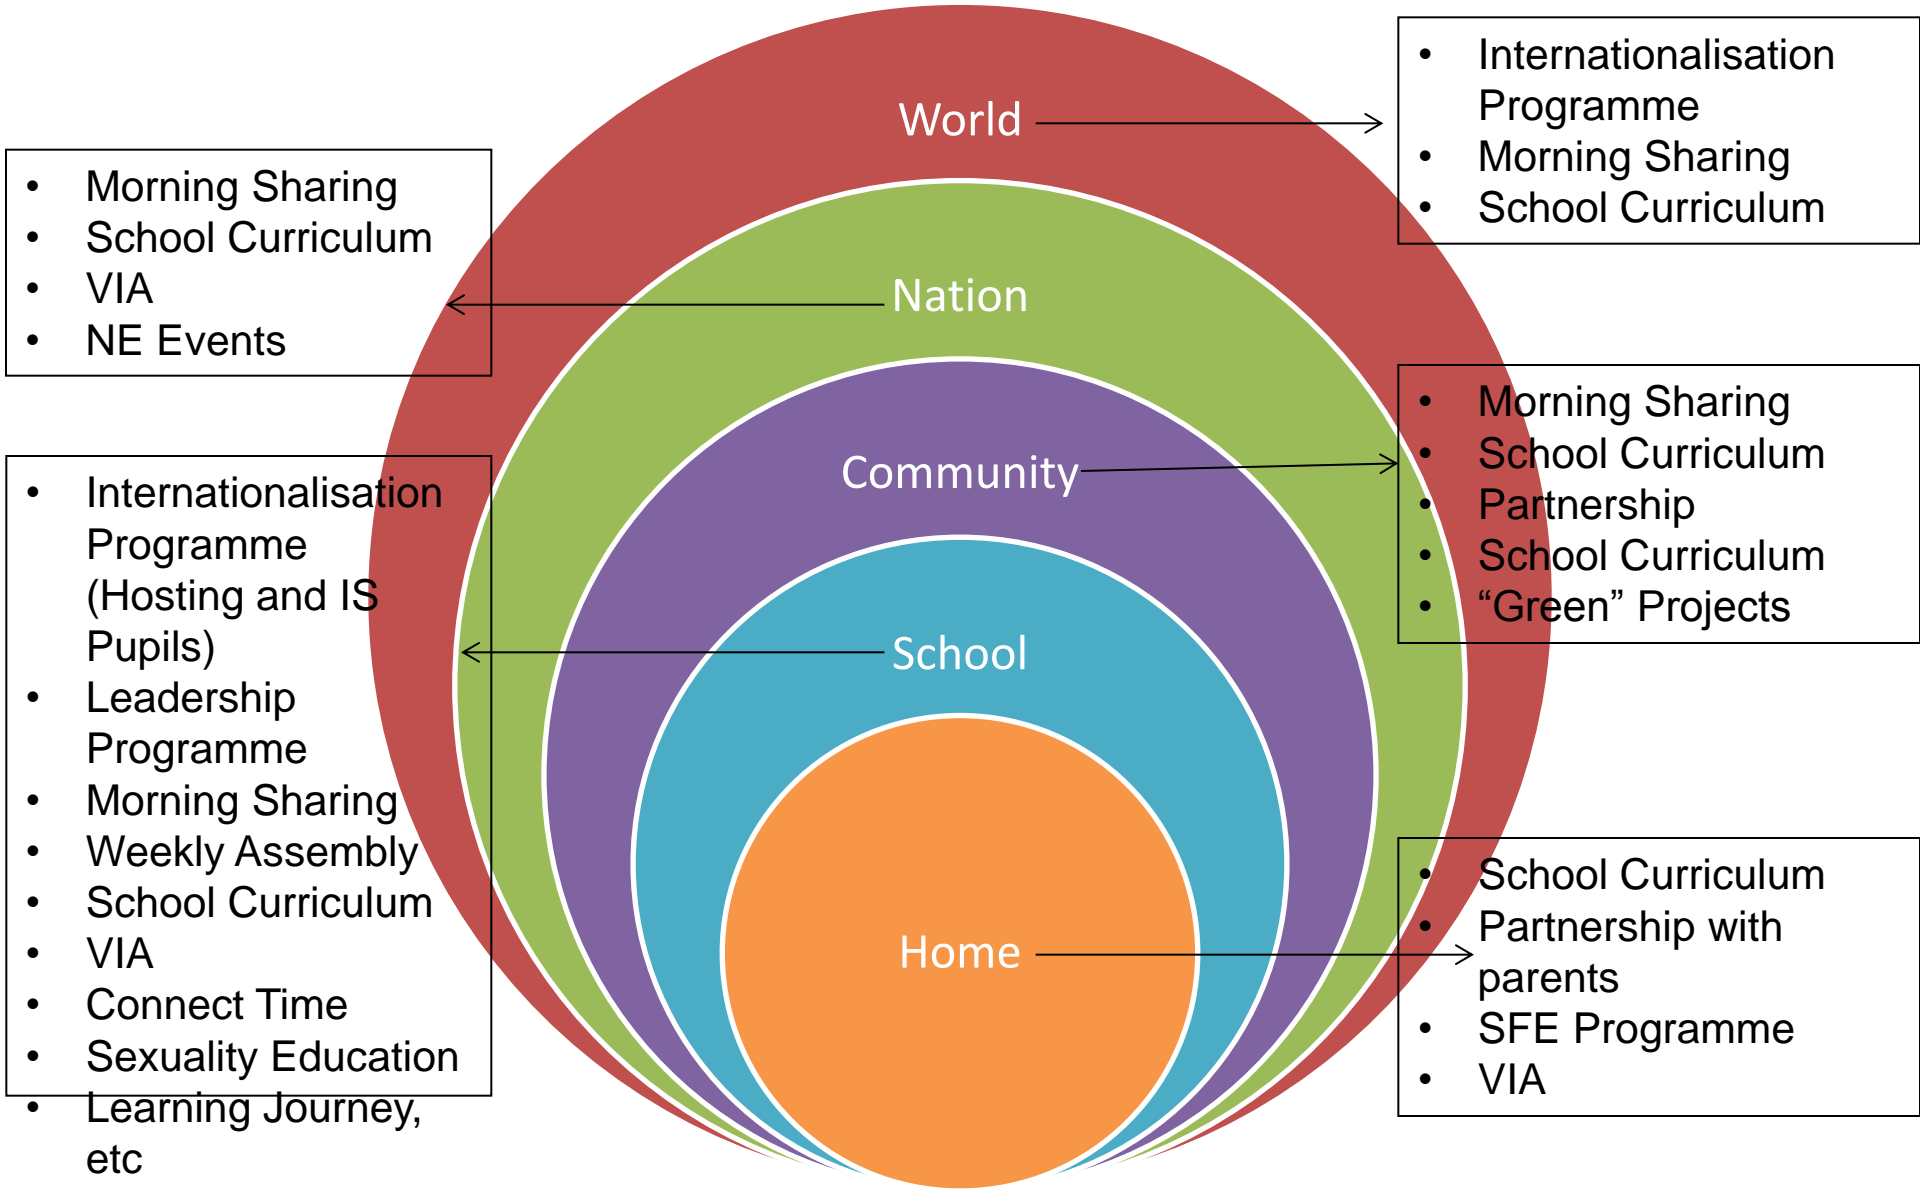 World
• Internationalisation
Programme
• Morning Sharing
• School Curriculum
• Morning Sharing
• School Curriculum
• VIA
• NE Events
Nation
• Morning Sharing
• School Curriculum
• Partnership
• School Curriculum
• “Green” Projects
Community
• Internationalisation
Programme
(Hosting and IS
Pupils)
• Leadership
Programme
• Morning Sharing
• Weekly Assembly
• School Curriculum
• VIA
• Connect Time
• Sexuality Education
• Learning Journey,
etc
School
Home
• School Curriculum
• Partnership with
parents
• SFE Programme
• VIA